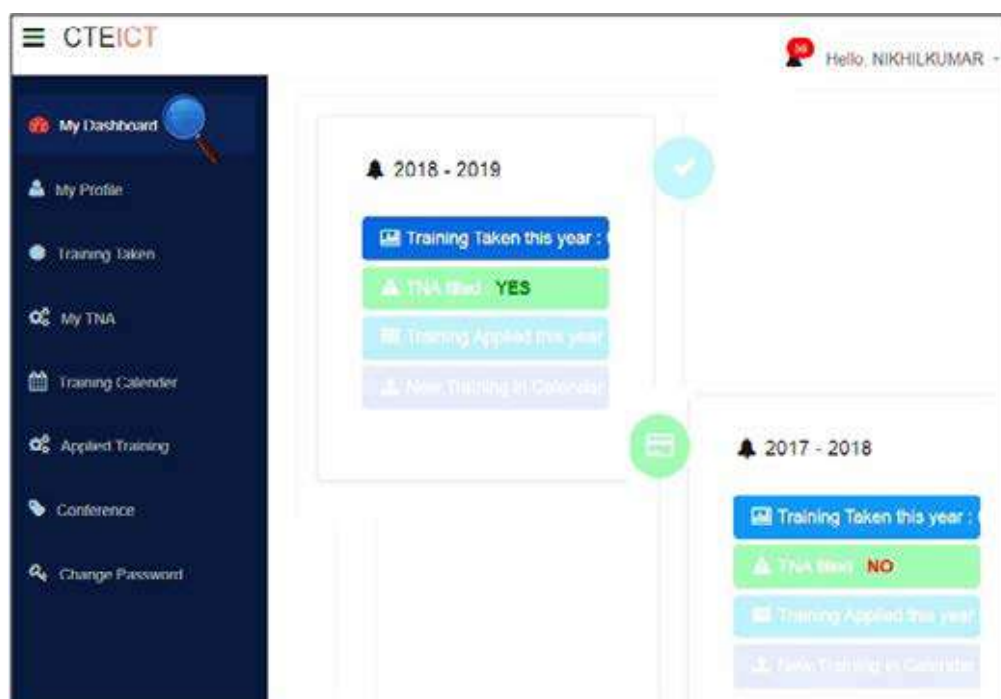 CTEICT
Hello, NIKHILKUMAR
My Dashboard
My Profile
Training Taken
My TNA
Training Calender
Applied Training
Conference
Change Password
2018 - 2019
Training Taken this year :
TNA filled YES
Training Applied this year
New Training in Calendar
2017 - 2018
Training Taken this year :
TNA filled NO
Training Applied this year
New Training in Calendar